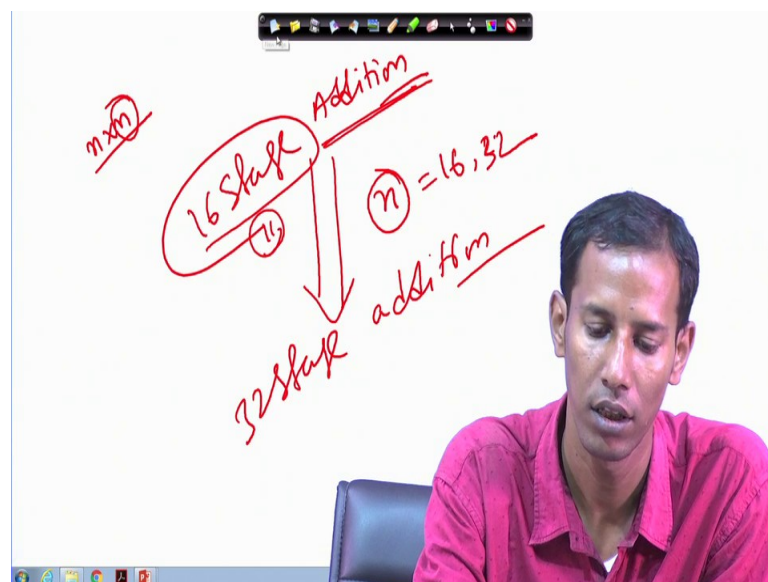 n×n
16 Stage Addition
n
n = 16, 32
32 Stage addition